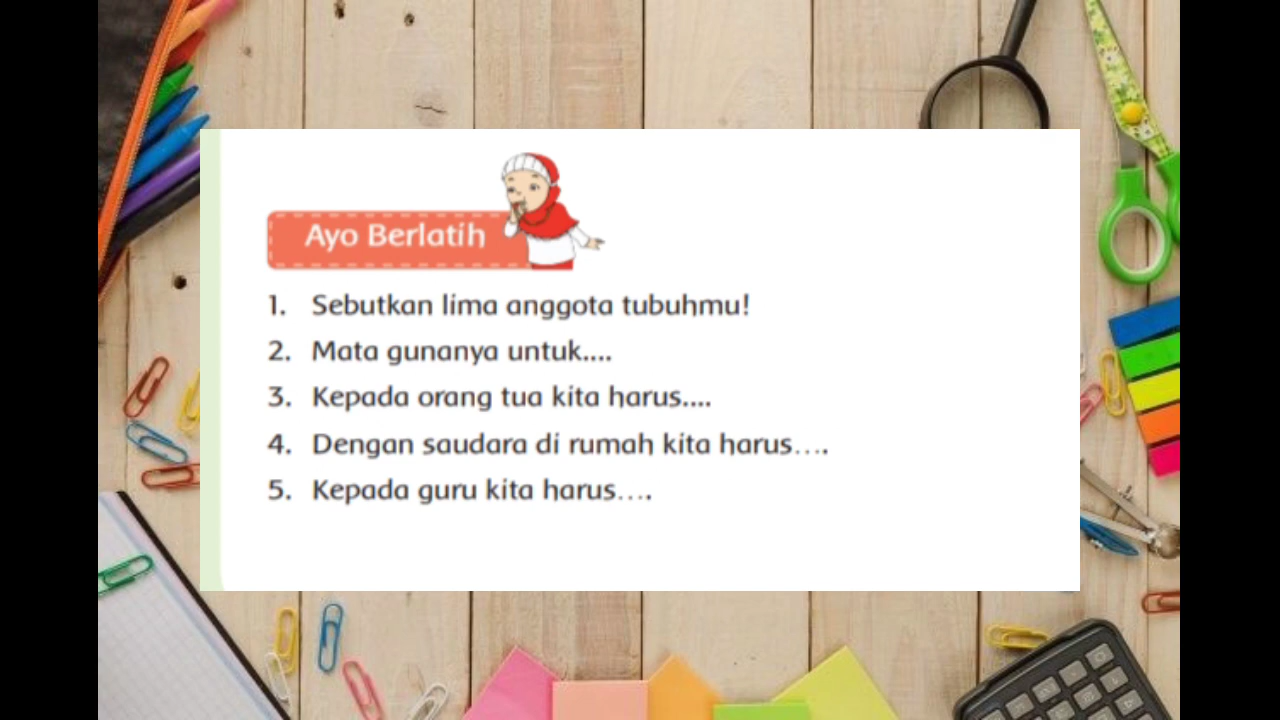 Ayo Berlatih
1. Sebutkan lima anggota tubuhmu!
2. Mata gunanya untuk....
3. Kepada orang tua kita harus....
4. Dengan saudara di rumah kita harus….
5. Kepada guru kita harus….